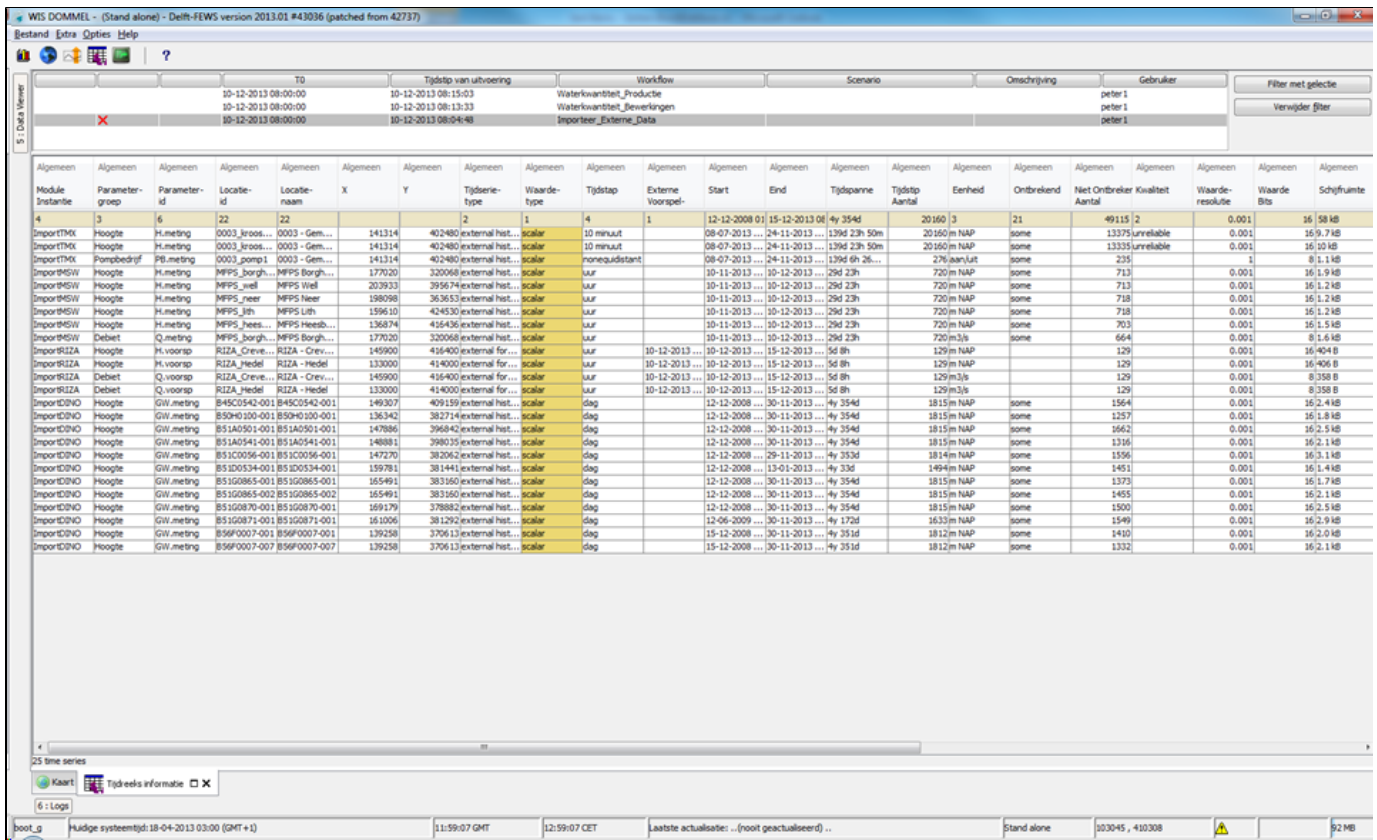 WIS DOMMEL - (Stand alone) - Delft-FEWS version 2013.01 #43036 (patched from 42737)
Bestand Extra Opties Help
?
5 : Data Viewer
T0 Tijdstip van uitvoering Workflow Scenario Omschrijving Gebruiker
10-12-2013 08:00:00 10-12-2013 08:15:03 Waterkwantiteit_Productie peter1
10-12-2013 08:00:00 10-12-2013 08:13:33 Waterkwantiteit_Bewerkingen peter1
10-12-2013 08:00:00 10-12-2013 08:04:48 Importeer_Externe_Data peter1
Filter met selectie
Verwijder filter
Algemeen Algemeen Algemeen Algemeen Algemeen Algemeen Algemeen Algemeen Algemeen Algemeen Algemeen Algemeen Algemeen Algemeen Algemeen Algemeen Algemeen Algemeen Algemeen Algemeen Algemeen Algemeen
Module Instantie Parameter-groep Parameter-id Locatie-id Locatie-naam X Y Tijdserie-type Waarde-type Tijdstap Externe Voorspel- Start Eind Tijdspanne Tijdstip Aantal Eenheid Ontbrekend Niet Ontbreker Aantal Kwaliteit Waarde-resolutie Waarde Bits Schijfruimte
4 3 6 22 22 2 1 4 1 12-12-2008 01 15-12-2013 08 4y 354d 20160 3 21 49115 2 0.001 16 58 kB
ImportTMX Hoogte H.meting 0003_kroos... 0003 - Gem... 141314 402480 external hist... scalar 10 minuut 08-07-2013 ... 24-11-2013 ... 139d 23h 50m 20160 m NAP some 13375 unreliable 0.001 16 9.7 kB
ImportTMX Hoogte H.meting 0003_kroos... 0003 - Gem... 141314 402480 external hist... scalar 10 minuut 08-07-2013 ... 24-11-2013 ... 139d 23h 50m 20160 m NAP some 13335 unreliable 0.001 16 10 kB
ImportTMX Pompbedrijf PB.meting 0003_pomp1 0003 - Gem... 141314 402480 external hist... scalar nonequidistant 08-07-2013 ... 24-11-2013 ... 139d 6h 26... 276 aan/uit some 235 1 8 1.1 kB
ImportMSW Hoogte H.meting MFPS_borgh... MFPS Borgh... 177020 320068 external hist... scalar uur 10-11-2013 ... 10-12-2013 ... 29d 23h 720 m NAP some 713 0.001 16 1.9 kB
ImportMSW Hoogte H.meting MFPS_well MFPS Well 203933 395674 external hist... scalar uur 10-11-2013 ... 10-12-2013 ... 29d 23h 720 m NAP some 713 0.001 16 1.2 kB
ImportMSW Hoogte H.meting MFPS_neer MFPS Neer 198098 363653 external hist... scalar uur 10-11-2013 ... 10-12-2013 ... 29d 23h 720 m NAP some 718 0.001 16 1.2 kB
ImportMSW Hoogte H.meting MFPS_lith MFPS Lith 159610 424530 external hist... scalar uur 10-11-2013 ... 10-12-2013 ... 29d 23h 720 m NAP some 718 0.001 16 1.2 kB
ImportMSW Hoogte H.meting MFPS_hees... MFPS Heesb... 136874 416436 external hist... scalar uur 10-11-2013 ... 10-12-2013 ... 29d 23h 720 m NAP some 703 0.001 16 1.5 kB
ImportMSW Debiet Q.meting MFPS_borgh... MFPS Borgh... 177020 320068 external hist... scalar uur 10-11-2013 ... 10-12-2013 ... 29d 23h 720 m3/s some 664 0.001 8 1.6 kB
ImportRIZA Hoogte H.voorsp RIZA_Creve... RIZA - Crev... 145900 416400 external for... scalar uur 10-12-2013 ... 10-12-2013 ... 15-12-2013 ... 5d 8h 129 m NAP 129 0.001 16 404 B
ImportRIZA Hoogte H.voorsp RIZA_Hedel RIZA - Hedel 133000 414000 external for... scalar uur 10-12-2013 ... 10-12-2013 ... 15-12-2013 ... 5d 8h 129 m NAP 129 0.001 16 406 B
ImportRIZA Debiet Q.voorsp RIZA_Creve... RIZA - Crev... 145900 416400 external for... scalar uur 10-12-2013 ... 10-12-2013 ... 15-12-2013 ... 5d 8h 129 m3/s 129 0.001 8 358 B
ImportRIZA Debiet Q.voorsp RIZA_Hedel RIZA - Hedel 133000 414000 external for... scalar uur 10-12-2013 ... 10-12-2013 ... 15-12-2013 ... 5d 8h 129 m3/s 129 0.001 8 358 B
ImportDINO Hoogte GW.meting B45C0542-001 B45C0542-001 149307 409159 external hist... scalar dag 12-12-2008 ... 30-11-2013 ... 4y 354d 1815 m NAP some 1564 0.001 16 2.4 kB
ImportDINO Hoogte GW.meting B50H0100-001 B50H0100-001 136342 382714 external hist... scalar dag 12-12-2008 ... 30-11-2013 ... 4y 354d 1815 m NAP some 1257 0.001 16 1.8 kB
ImportDINO Hoogte GW.meting B51A0501-001 B51A0501-001 147886 396842 external hist... scalar dag 12-12-2008 ... 30-11-2013 ... 4y 354d 1815 m NAP some 1662 0.001 16 2.5 kB
ImportDINO Hoogte GW.meting B51A0541-001 B51A0541-001 148881 398035 external hist... scalar dag 12-12-2008 ... 30-11-2013 ... 4y 354d 1815 m NAP some 1316 0.001 16 2.1 kB
ImportDINO Hoogte GW.meting B51C0056-001 B51C0056-001 147270 382062 external hist... scalar dag 12-12-2008 ... 29-11-2013 ... 4y 353d 1814 m NAP some 1556 0.001 16 3.1 kB
ImportDINO Hoogte GW.meting B51D0534-001 B51D0534-001 159781 381441 external hist... scalar dag 12-12-2008 ... 13-01-2013 ... 4y 33d 1494 m NAP some 1451 0.001 16 1.4 kB
ImportDINO Hoogte GW.meting B51G0865-001 B51G0865-001 165491 383160 external hist... scalar dag 12-12-2008 ... 30-11-2013 ... 4y 354d 1815 m NAP some 1373 0.001 16 1.7 kB
ImportDINO Hoogte GW.meting B51G0865-002 B51G0865-002 165491 383160 external hist... scalar dag 12-12-2008 ... 30-11-2013 ... 4y 354d 1815 m NAP some 1455 0.001 16 2.1 kB
ImportDINO Hoogte GW.meting B51G0870-001 B51G0870-001 169179 378882 external hist... scalar dag 12-12-2008 ... 30-11-2013 ... 4y 354d 1815 m NAP some 1500 0.001 16 2.5 kB
ImportDINO Hoogte GW.meting B51G0871-001 B51G0871-001 161006 381292 external hist... scalar dag 12-06-2009 ... 30-11-2013 ... 4y 172d 1633 m NAP some 1549 0.001 16 2.9 kB
ImportDINO Hoogte GW.meting B56F0007-001 B56F0007-001 139258 370613 external hist... scalar dag 15-12-2008 ... 30-11-2013 ... 4y 351d 1812 m NAP some 1410 0.001 16 2.0 kB
ImportDINO Hoogte GW.meting B56F0007-007 B56F0007-007 139258 370613 external hist... scalar dag 15-12-2008 ... 30-11-2013 ... 4y 351d 1812 m NAP some 1332 0.001 16 2.1 kB
25 time series
Kaart Tijdreeks informatie
6 : Logs
boot_g Huidige systeemtijd:18-04-2013 03:00 (GMT+1) 11:59:07 GMT 12:59:07 CET Laatste actualisatie: ..(nooit geactualiseerd) .. Stand alone 103045 , 410308 92 MB